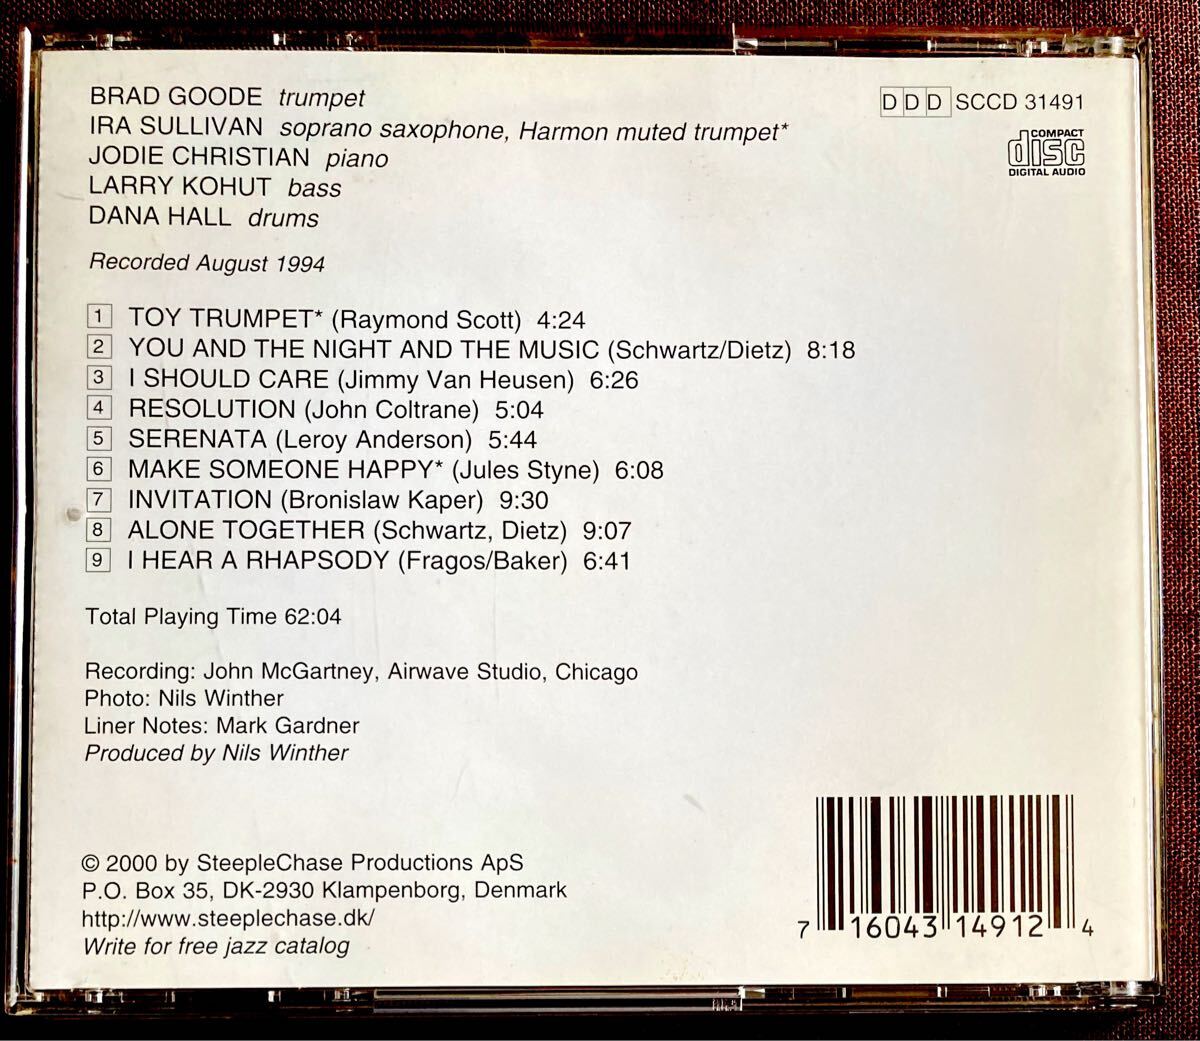 BRAD GOODE trumpet
IRA SULLIVAN soprano saxophone, Harmon muted trumpet*
JODIE CHRISTIAN piano
LARRY KOHUT bass
DANA HALL drums
Recorded August 1994
D D D SCCD 31491
COMPACT
disc
DIGITAL AUDIO
1 TOY TRUMPET* (Raymond Scott) 4:24
2 YOU AND THE NIGHT AND THE MUSIC (Schwartz/Dietz) 8:18
3 I SHOULD CARE (Jimmy Van Heusen) 6:26
4 RESOLUTION (John Coltrane) 5:04
5 SERENATA (Leroy Anderson) 5:44
6 MAKE SOMEONE HAPPY* (Jules Styne) 6:08
7 INVITATION (Bronislaw Kaper) 9:30
8 ALONE TOGETHER (Schwartz, Dietz) 9:07
9 I HEAR A RHAPSODY (Fragos/Baker) 6:41
Total Playing Time 62:04
Recording: John McGartney, Airwave Studio, Chicago
Photo: Nils Winther
Liner Notes: Mark Gardner
Produced by Nils Winther
© 2000 by SteepleChase Productions ApS
P.O. Box 35, DK-2930 Klampenborg, Denmark
http://www.steeplechase.dk/
Write for free jazz catalog
7 16043 14912 4